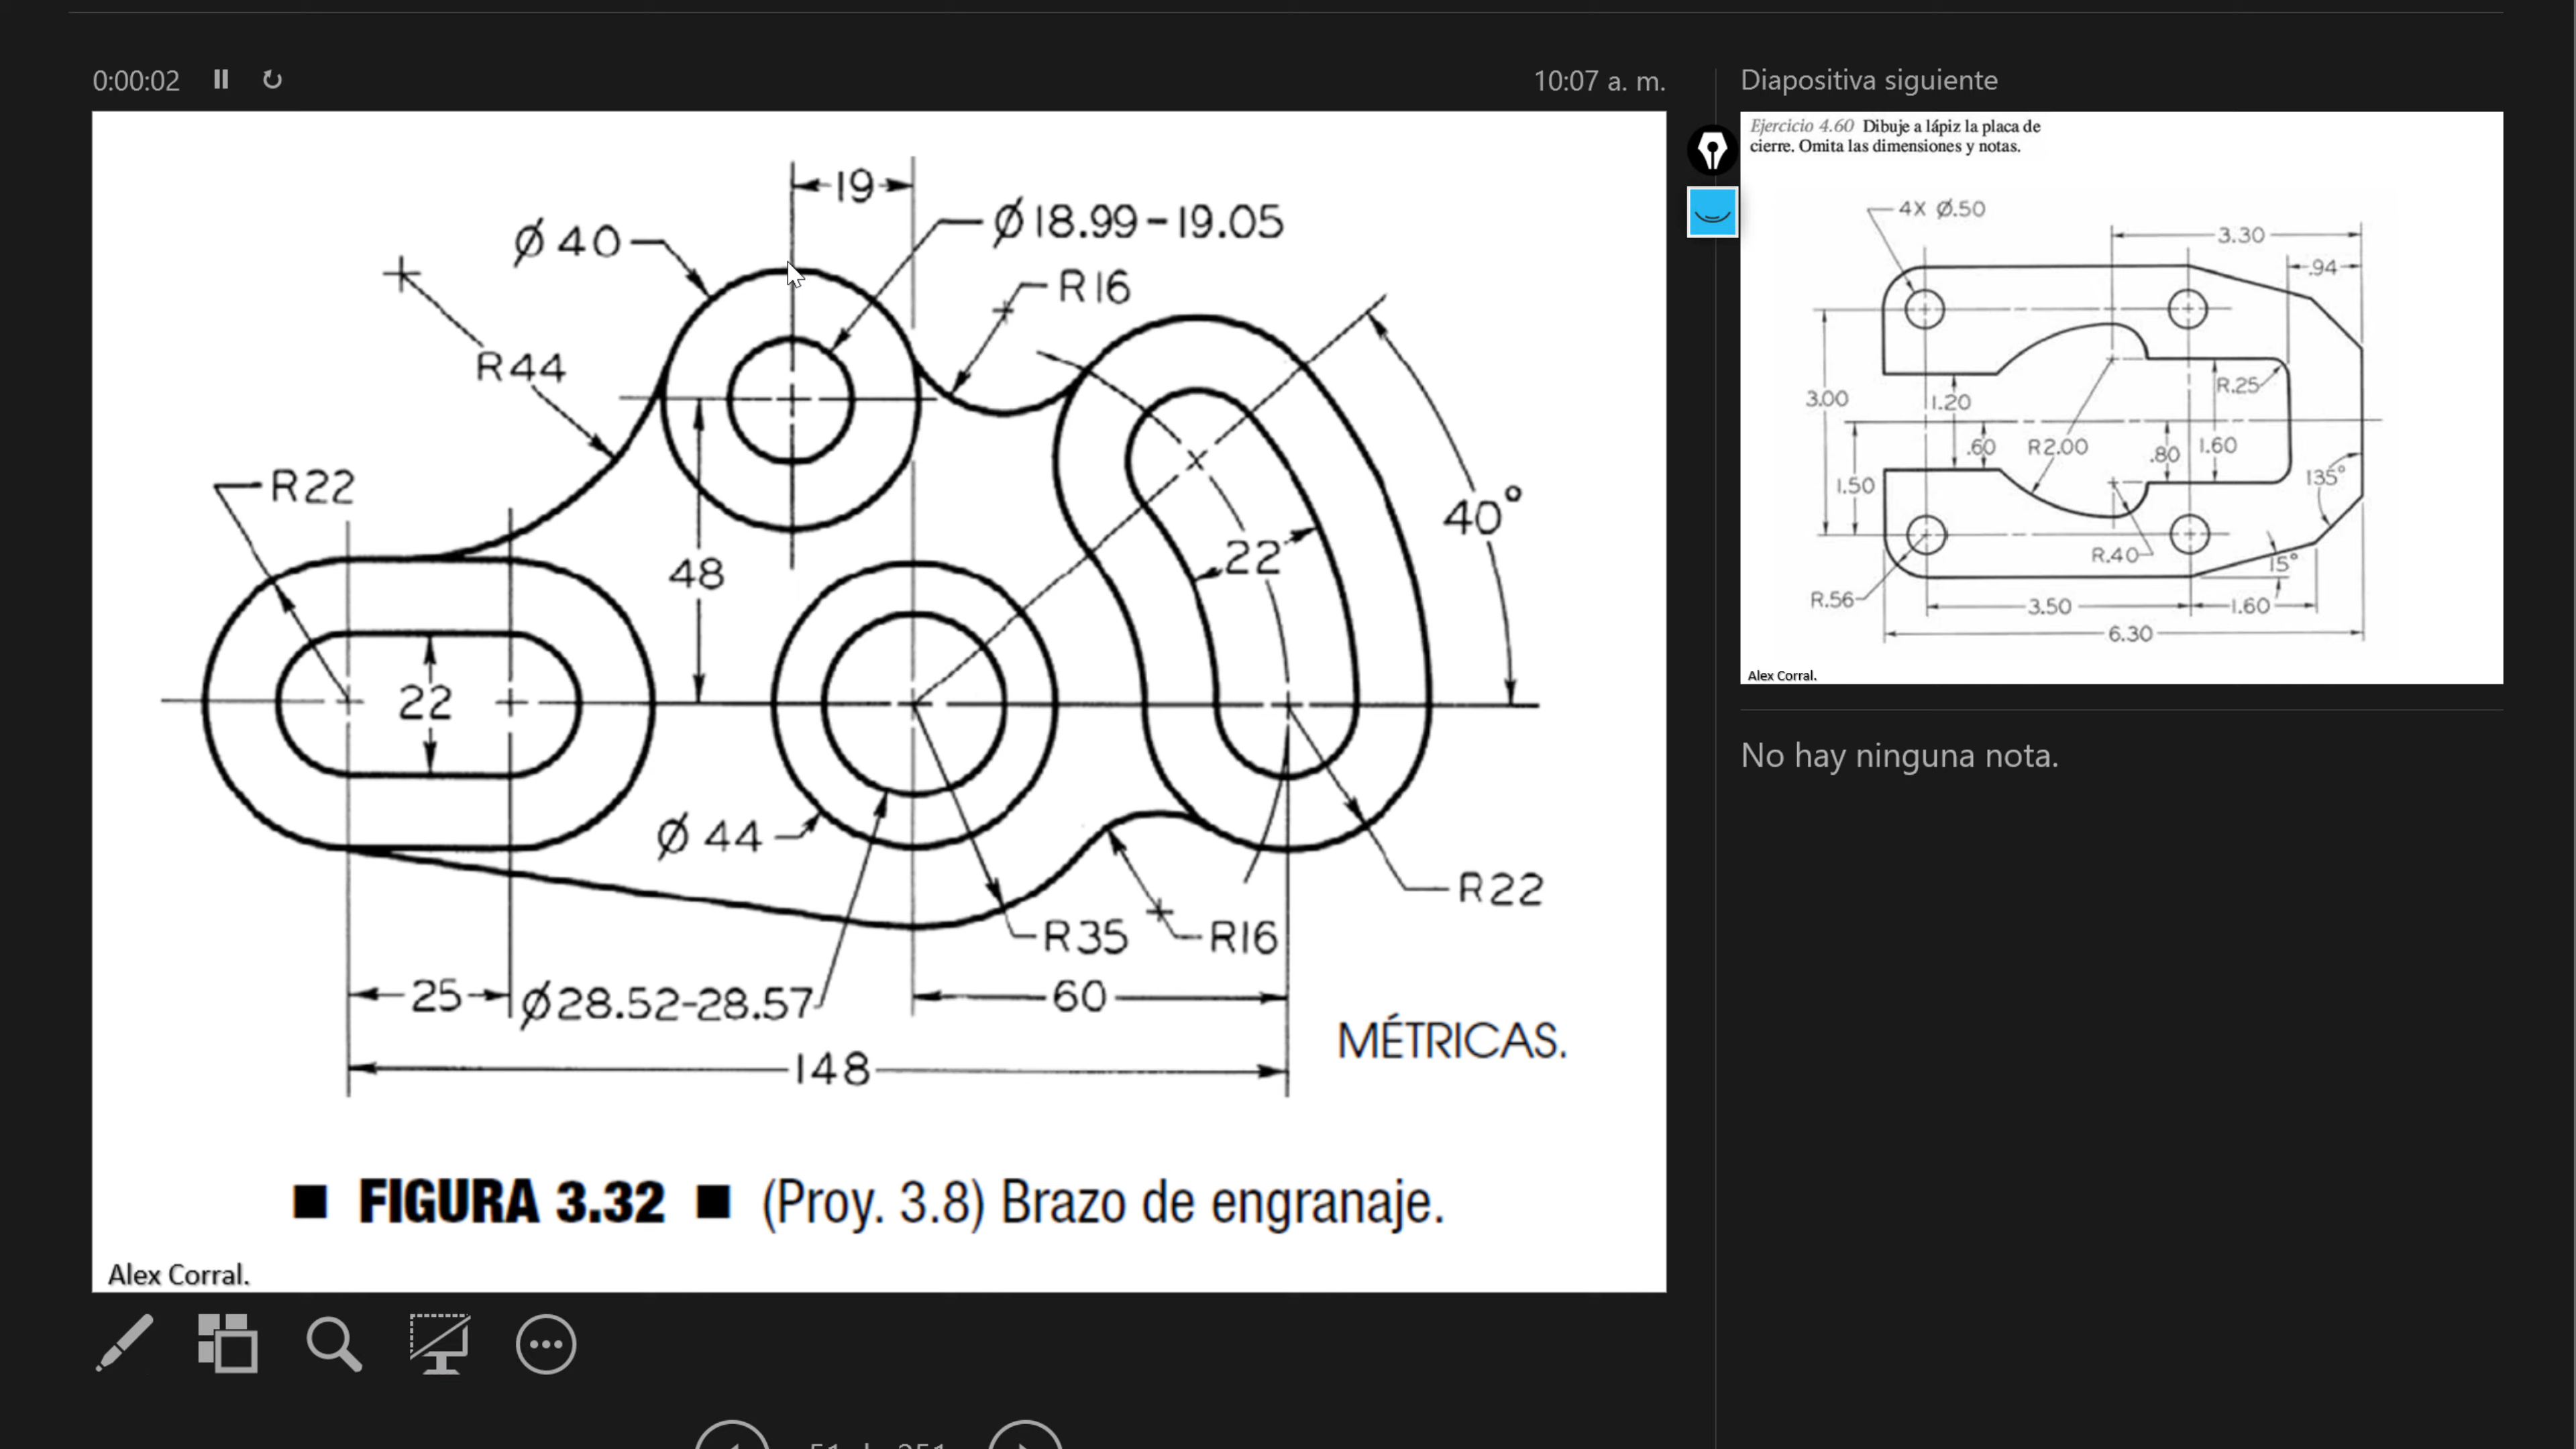 0:00:02
10:07 a. m.
Diapositiva siguiente
19
Ø 40
Ø 18.99 - 19.05
R16
R44
R22
40°
48
22
22
Ø 44
R22
R35
R16
25
Ø28.52-28.57
60
MÉTRICAS.
148
■ FIGURA 3.32 ■ (Proy. 3.8) Brazo de engranaje.
Alex Corral.
Ejercicio 4.60 Dibuje a lápiz la placa de
cierre. Omita las dimensiones y notas.
4X Ø.50
3.30
.94
R.25
3.00
1.20
.60
R2.00
.80
1.60
135°
1.50
R.40
15°
R.56
3.50
1.60
6.30
Alex Corral.
No hay ninguna nota.